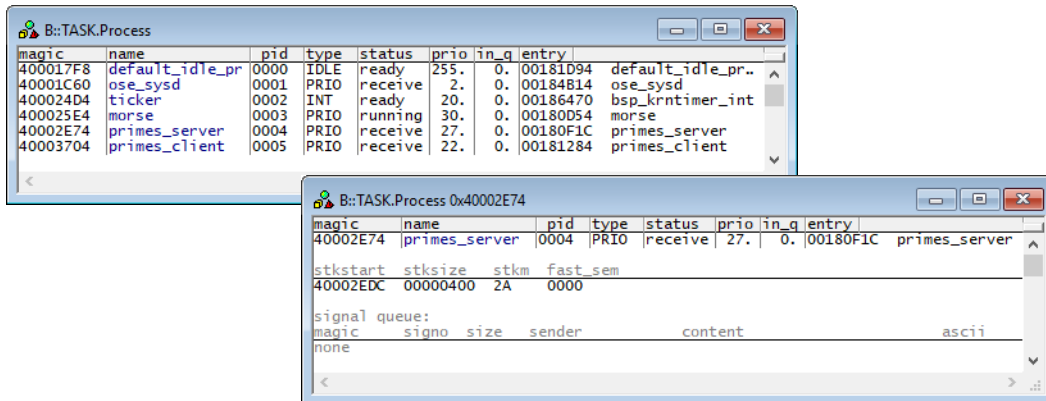 B::TASK.Process
magic name pid type status prio in_q entry
400017F8 default_idle_pr 0000 IDLE ready 255. 0. 00181D94 default_idle_pr..
40001C60 ose_sysd 0001 PRIO receive 2. 0. 00184B14 ose_sysd
400024D4 ticker 0002 INT ready 20. 0. 00186470 bsp_krntimer_int
400025E4 morse 0003 PRIO running 30. 0. 00180D54 morse
40002E74 primes_server 0004 PRIO receive 27. 0. 00180F1C primes_server
40003704 primes_client 0005 PRIO receive 22. 0. 00181284 primes_client
B::TASK.Process 0x40002E74
magic name pid type status prio in_q entry
40002E74 primes_server 0004 PRIO receive 27. 0. 00180F1C primes_server
stkstart stksize stkm fast_sem
40002EDC 00000400 2A 0000
signal queue:
magic signo size sender content ascii
none